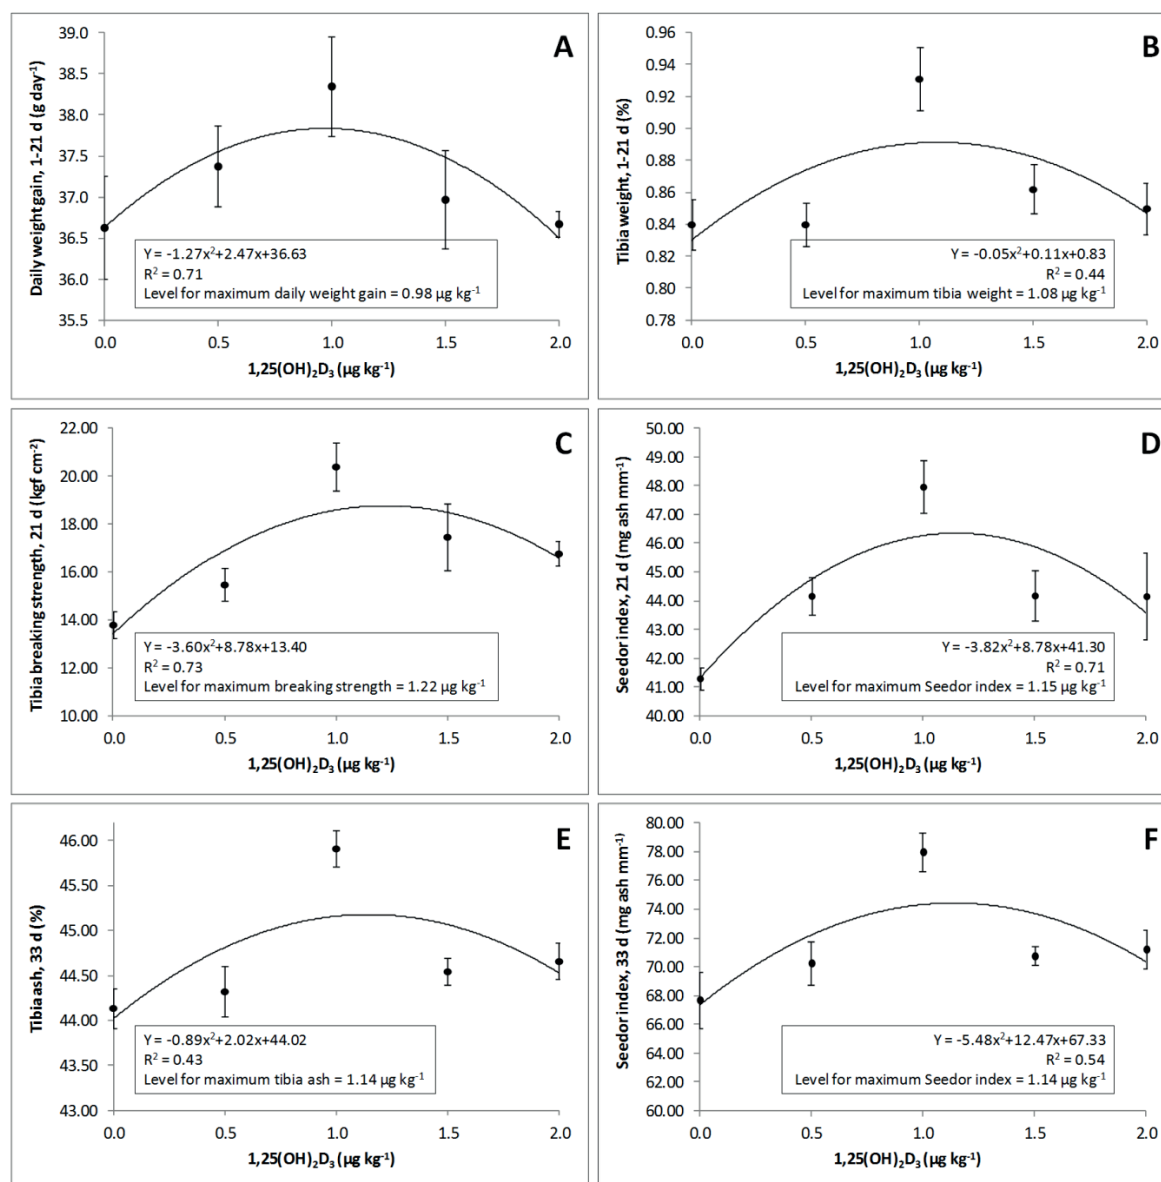 A
Daily weight gain, 1-21 d (g day⁻¹)
39.0
38.5
38.0
37.5
37.0
36.5
36.0
35.5
Y = -1.27x²+2.47x+36.63
R² = 0.71
Level for maximum daily weight gain = 0.98 µg kg⁻¹
0.0 0.5 1.0 1.5 2.0
1,25(OH)₂D₃ (µg kg⁻¹)
B
Tibia weight, 1-21 d (%)
0.96
0.94
0.92
0.90
0.88
0.86
0.84
0.82
0.80
0.78
Y = -0.05x²+0.11x+0.83
R² = 0.44
Level for maximum tibia weight = 1.08 µg kg⁻¹
0.0 0.5 1.0 1.5 2.0
1,25(OH)₂D₃ (µg kg⁻¹)
C
Tibia breaking strength, 21 d (kgf cm⁻²)
22.00
20.00
18.00
16.00
14.00
12.00
10.00
Y = -3.60x²+8.78x+13.40
R² = 0.73
Level for maximum breaking strength = 1.22 µg kg⁻¹
0.0 0.5 1.0 1.5 2.0
1,25(OH)₂D₃ (µg kg⁻¹)
D
Seedor index, 21 d (mg ash mm⁻¹)
50.00
49.00
48.00
47.00
46.00
45.00
44.00
43.00
42.00
41.00
40.00
Y = -3.82x²+8.78x+41.30
R² = 0.71
Level for maximum Seedor index = 1.15 µg kg⁻¹
0.0 0.5 1.0 1.5 2.0
1,25(OH)₂D₃ (µg kg⁻¹)
E
Tibia ash, 33 d (%)
46.00
45.50
45.00
44.50
44.00
43.50
43.00
Y = -0.89x²+2.02x+44.02
R² = 0.43
Level for maximum tibia ash = 1.14 µg kg⁻¹
0.0 0.5 1.0 1.5 2.0
1,25(OH)₂D₃ (µg kg⁻¹)
F
Seedor index, 33 d (mg ash mm⁻¹)
80.00
78.00
76.00
74.00
72.00
70.00
68.00
66.00
64.00
62.00
60.00
Y = -5.48x²+12.47x+67.33
R² = 0.54
Level for maximum Seedor index = 1.14 µg kg⁻¹
0.0 0.5 1.0 1.5 2.0
1,25(OH)₂D₃ (µg kg⁻¹)